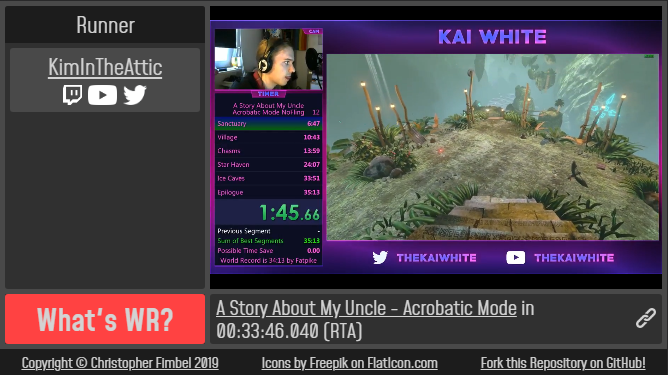 Runner
KimInTheAttic
CAM
KAI WHITE
TIMER
A Story About My Uncle
Acrobatic Mode No Ring 12
Sanctuary 6:47
Village 10:43
Chasms 13:59
Star Haven 24:07
Ice Caves 33:51
Epilogue 35:13
1:45.66
Previous Segment -
Sum of Best Segments 35:13
Possible Time Save 0.00
World Record is 34:13 by Fatpike
THEKAIWHITE THEKAIWHITE
What's WR?
A Story About My Uncle - Acrobatic Mode in
00:33:46.040 (RTA)
Copyright © Christopher Fimbel 2019 Icons by Freepik on FlatIcon.com Fork this Repository on GitHub!